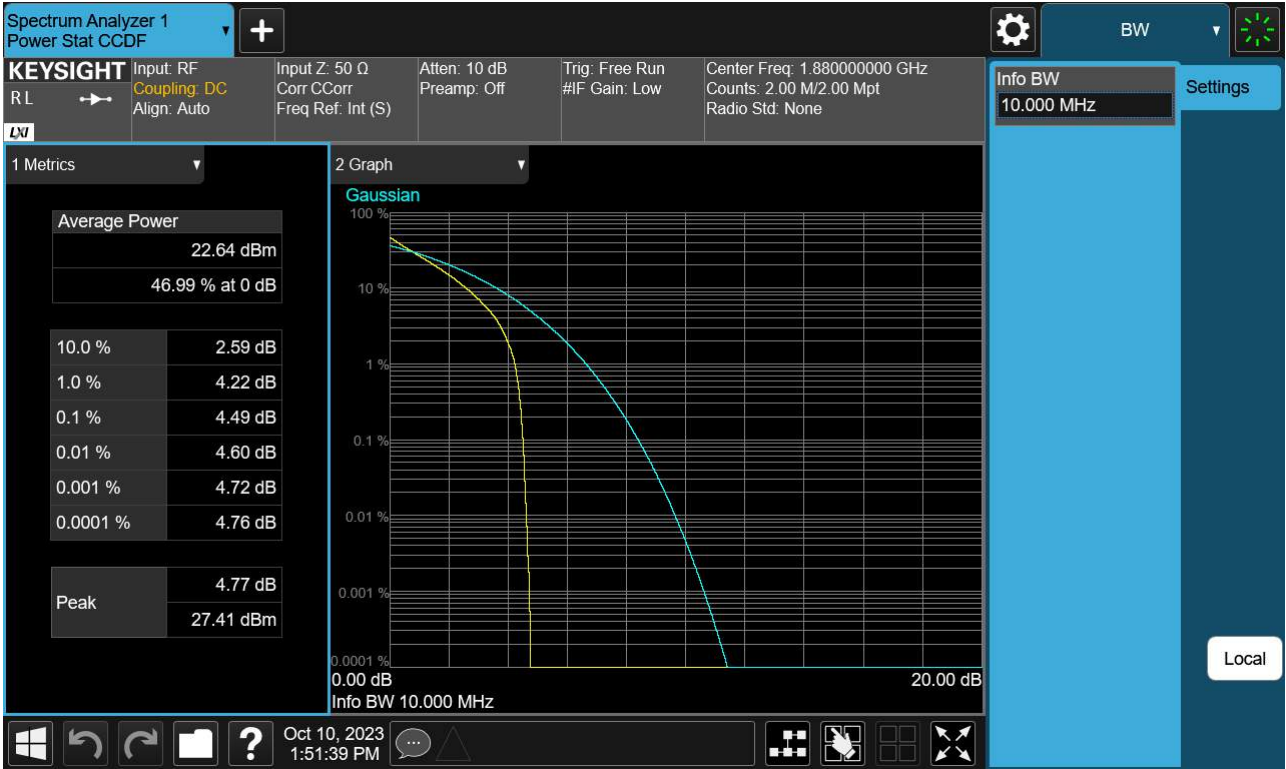 Spectrum Analyzer 1
Power Stat CCDF
BW
KEYSIGHT
R L
LXI
Input: RF
Coupling: DC
Align: Auto
Input Z: 50 Ω
Corr CCorr
Freq Ref: Int (S)
Atten: 10 dB
Preamp: Off
Trig: Free Run
#IF Gain: Low
Center Freq: 1.880000000 GHz
Counts: 2.00 M/2.00 Mpt
Radio Std: None
Info BW
10.000 MHz
Settings
1 Metrics
Average Power
22.64 dBm
46.99 % at 0 dB
10.0 % 2.59 dB
1.0 % 4.22 dB
0.1 % 4.49 dB
0.01 % 4.60 dB
0.001 % 4.72 dB
0.0001 % 4.76 dB
Peak
4.77 dB
27.41 dBm
2 Graph
Gaussian
100 %
10 %
1 %
0.1 %
0.01 %
0.001 %
0.0001 %
0.00 dB 20.00 dB
Info BW 10.000 MHz
Local
?
Oct 10, 2023
1:51:39 PM